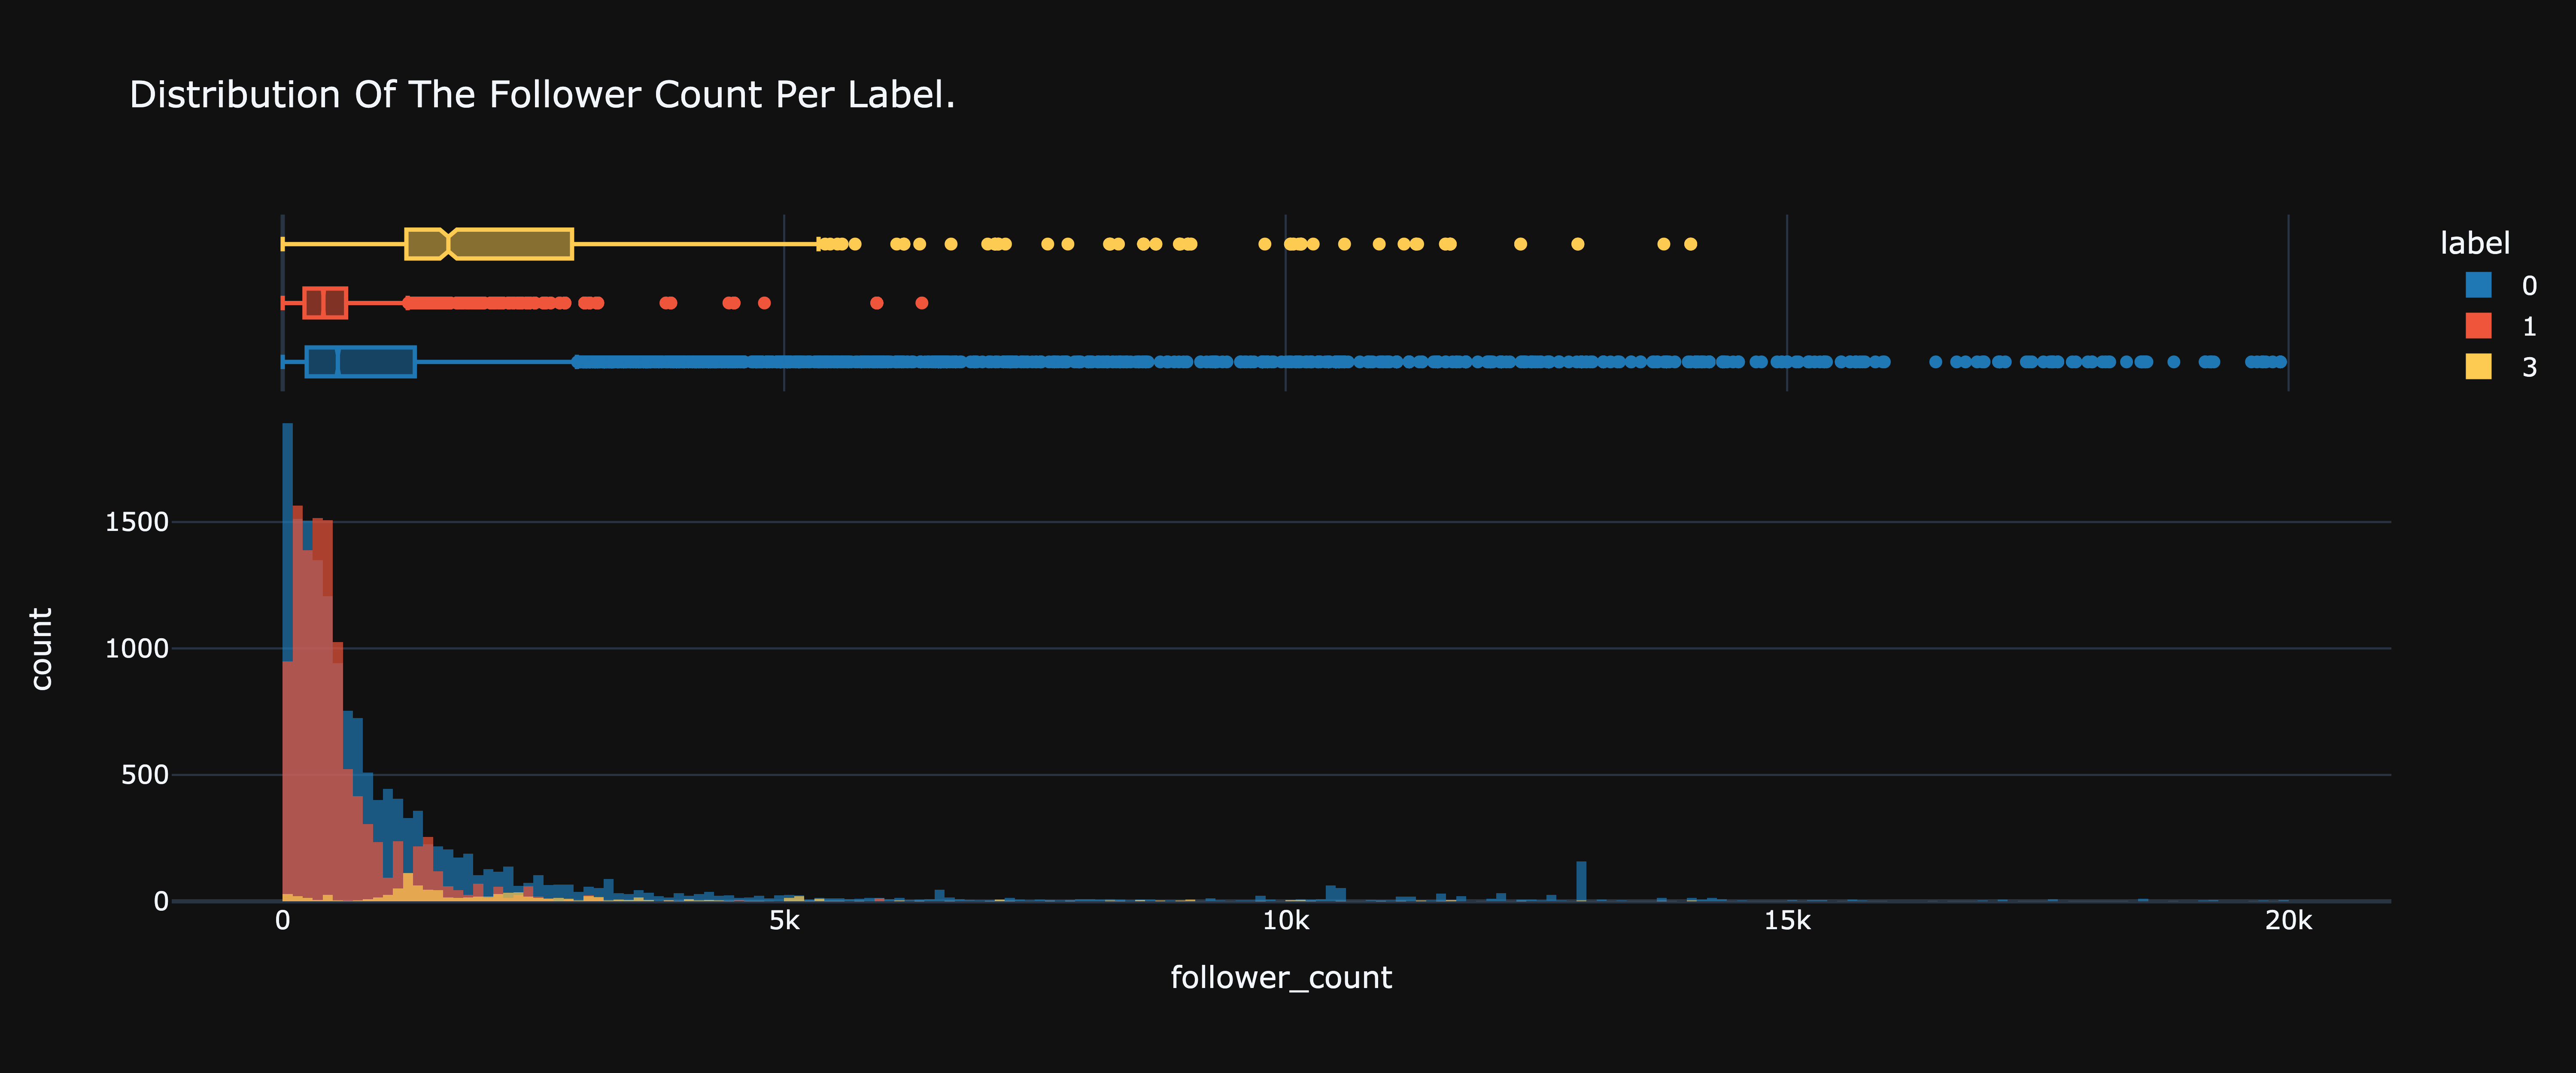 Distribution Of The Follower Count Per Label.
label
0
1
3
1500
1000
500
0
count
0 5k 10k 15k 20k
follower_count